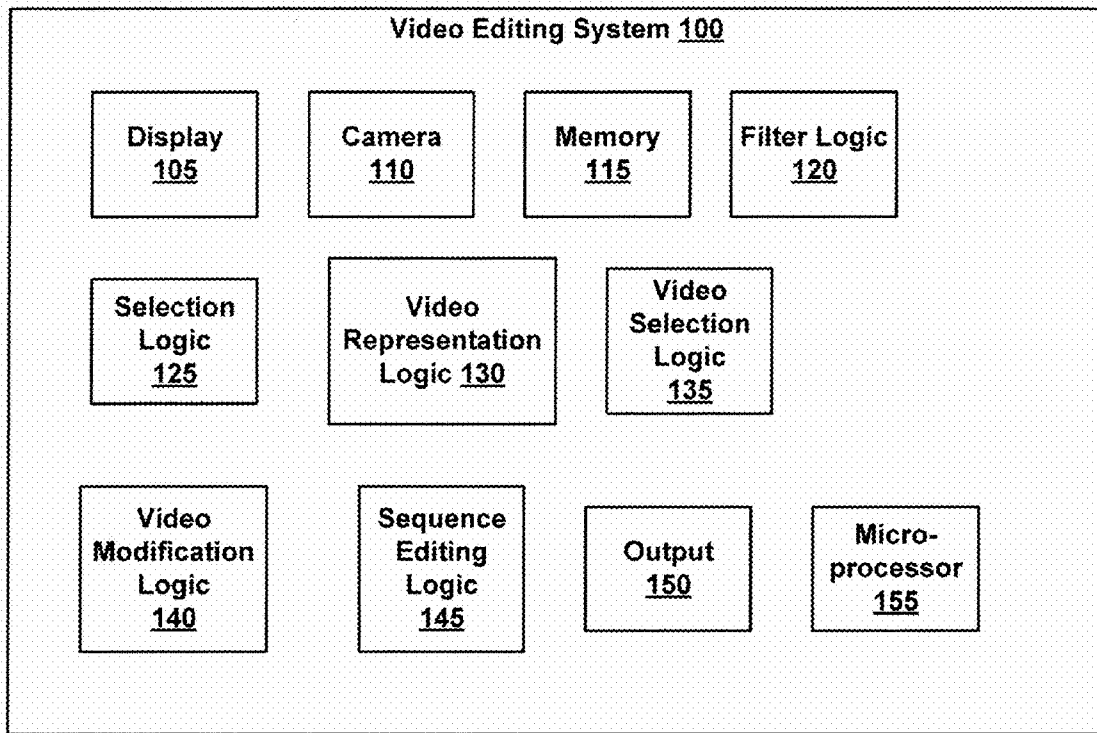 Video Editing System 100
Display
105
Camera
110
Memory
115
Filter Logic
120
Selection
Logic
125
Video
Representation
Logic 130
Video
Selection
Logic
135
Video
Modification
Logic
140
Sequence
Editing
Logic
145
Output
150
Micro-
processor
155